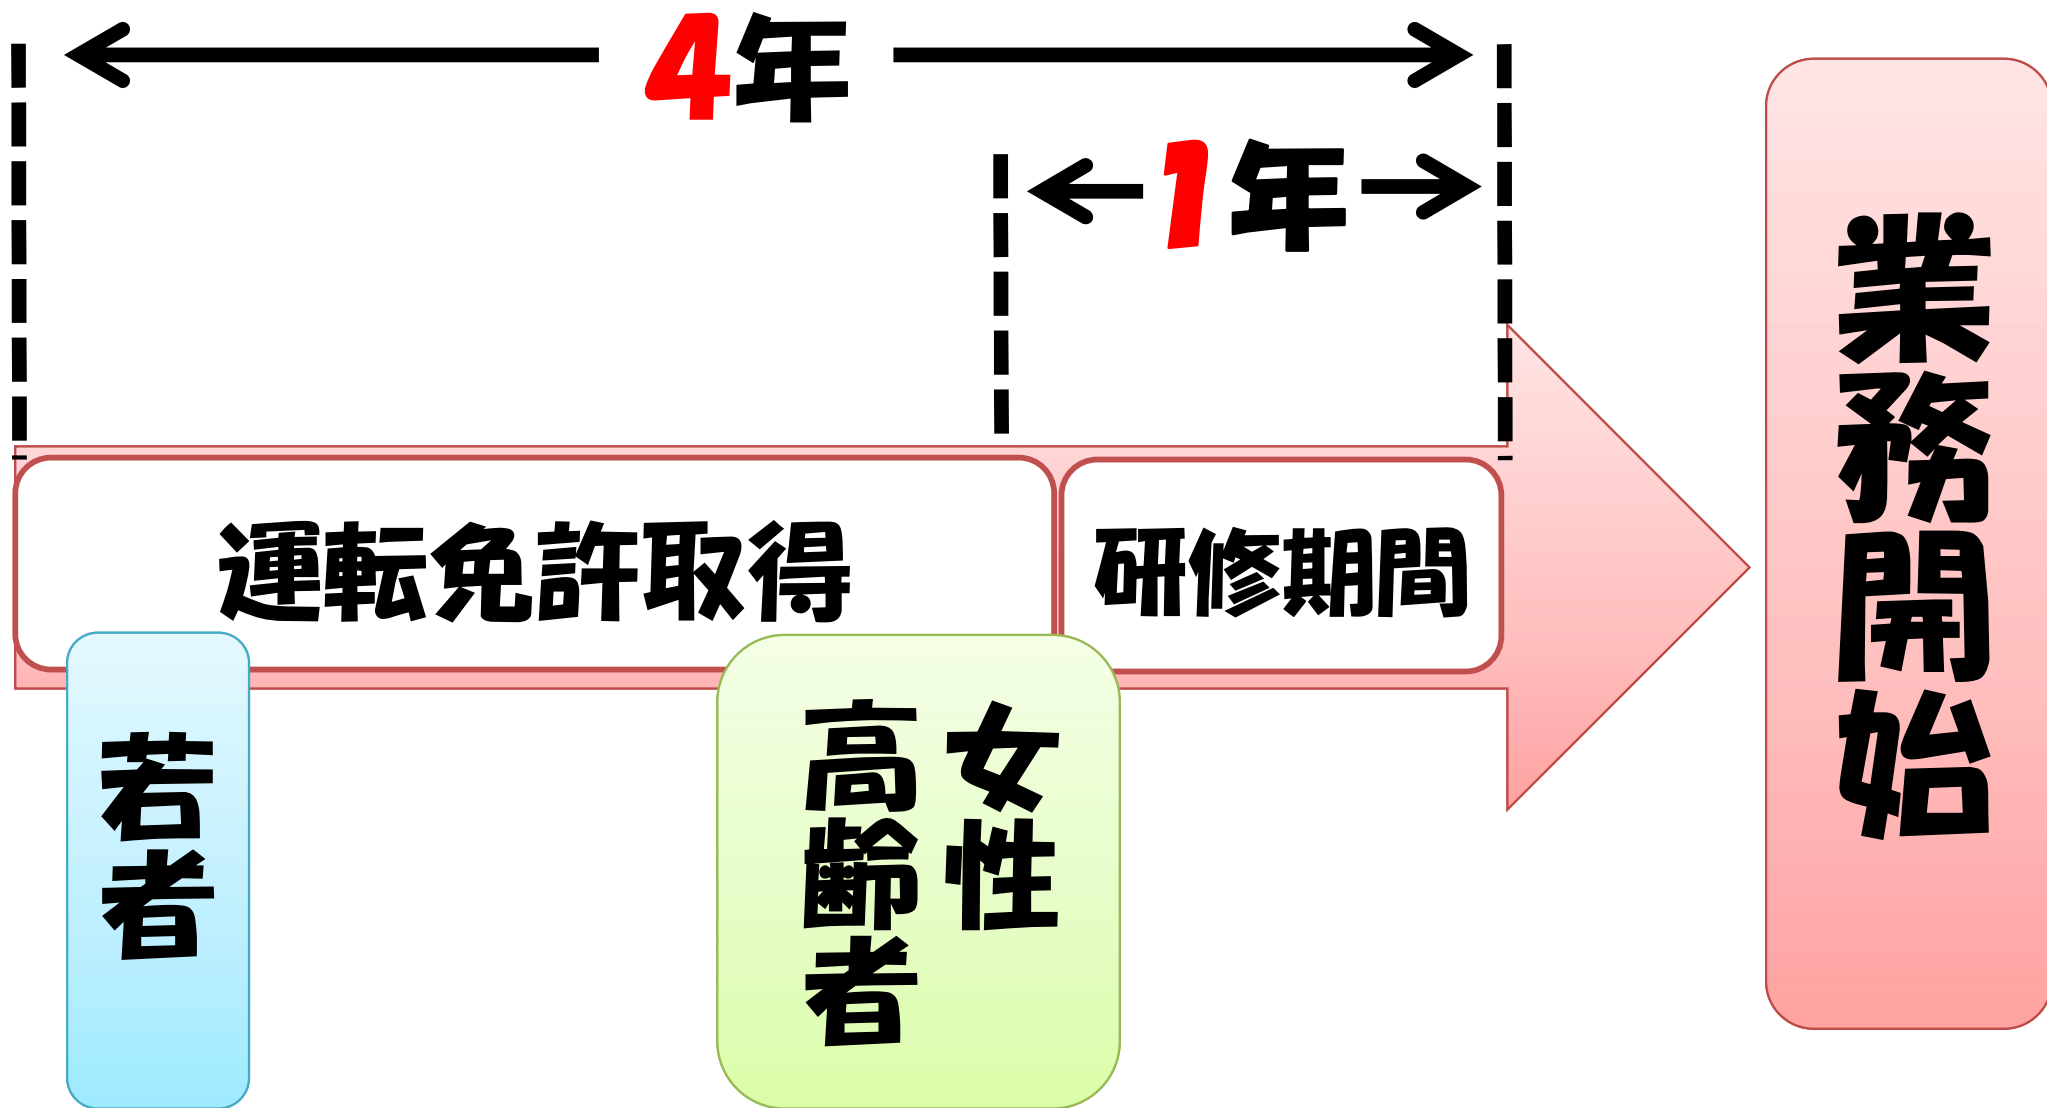 4年
1年
運転免許取得
研修期間
業務開始
若者
女性
高齢者